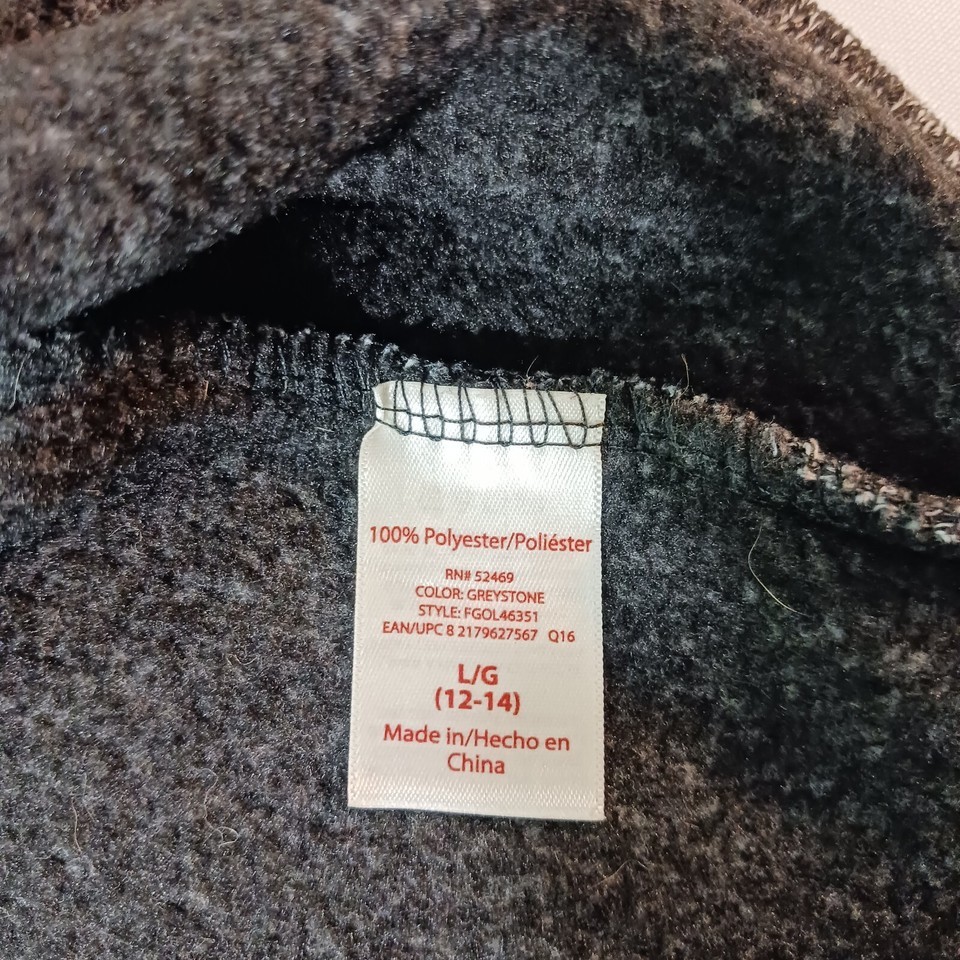 100% Polyester/Poliéster
RN# 52469
COLOR: GREYSTONE
STYLE: FGOL46351
EAN/UPC 8 2179627567 Q16
L/G
(12-14)
Made in/Hecho en
China